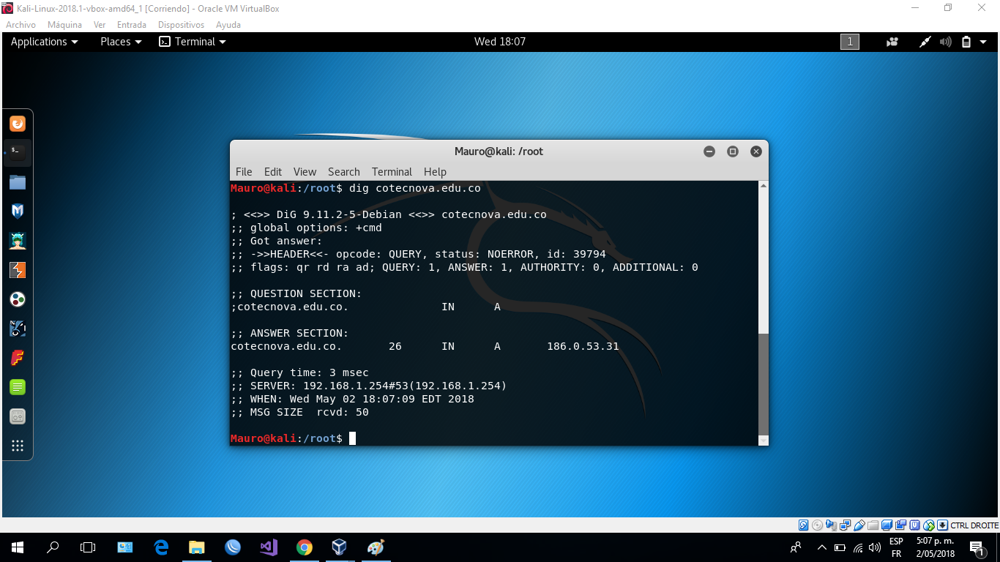 Kali-Linux-2018.1-vbox-amd64_1 [Corriendo] - Oracle VM VirtualBox
Archivo Máquina Ver Entrada Dispositivos Ayuda
Applications Places Terminal Wed 18:07 1
Mauro@kali: /root
File Edit View Search Terminal Help
Mauro@kali:/root$ dig cotecnova.edu.co
; <<>> DiG 9.11.2-5-Debian <<>> cotecnova.edu.co
;; global options: +cmd
;; Got answer:
;; ->>HEADER<<- opcode: QUERY, status: NOERROR, id: 39794
;; flags: qr rd ra ad; QUERY: 1, ANSWER: 1, AUTHORITY: 0, ADDITIONAL: 0
;; QUESTION SECTION:
;cotecnova.edu.co. IN A
;; ANSWER SECTION:
cotecnova.edu.co. 26 IN A 186.0.53.31
;; Query time: 3 msec
;; SERVER: 192.168.1.254#53(192.168.1.254)
;; WHEN: Wed May 02 18:07:09 EDT 2018
;; MSG SIZE  rcvd: 50
Mauro@kali:/root$
CTRL DROITE
ESP 5:07 p. m.
FR 2/05/2018 1